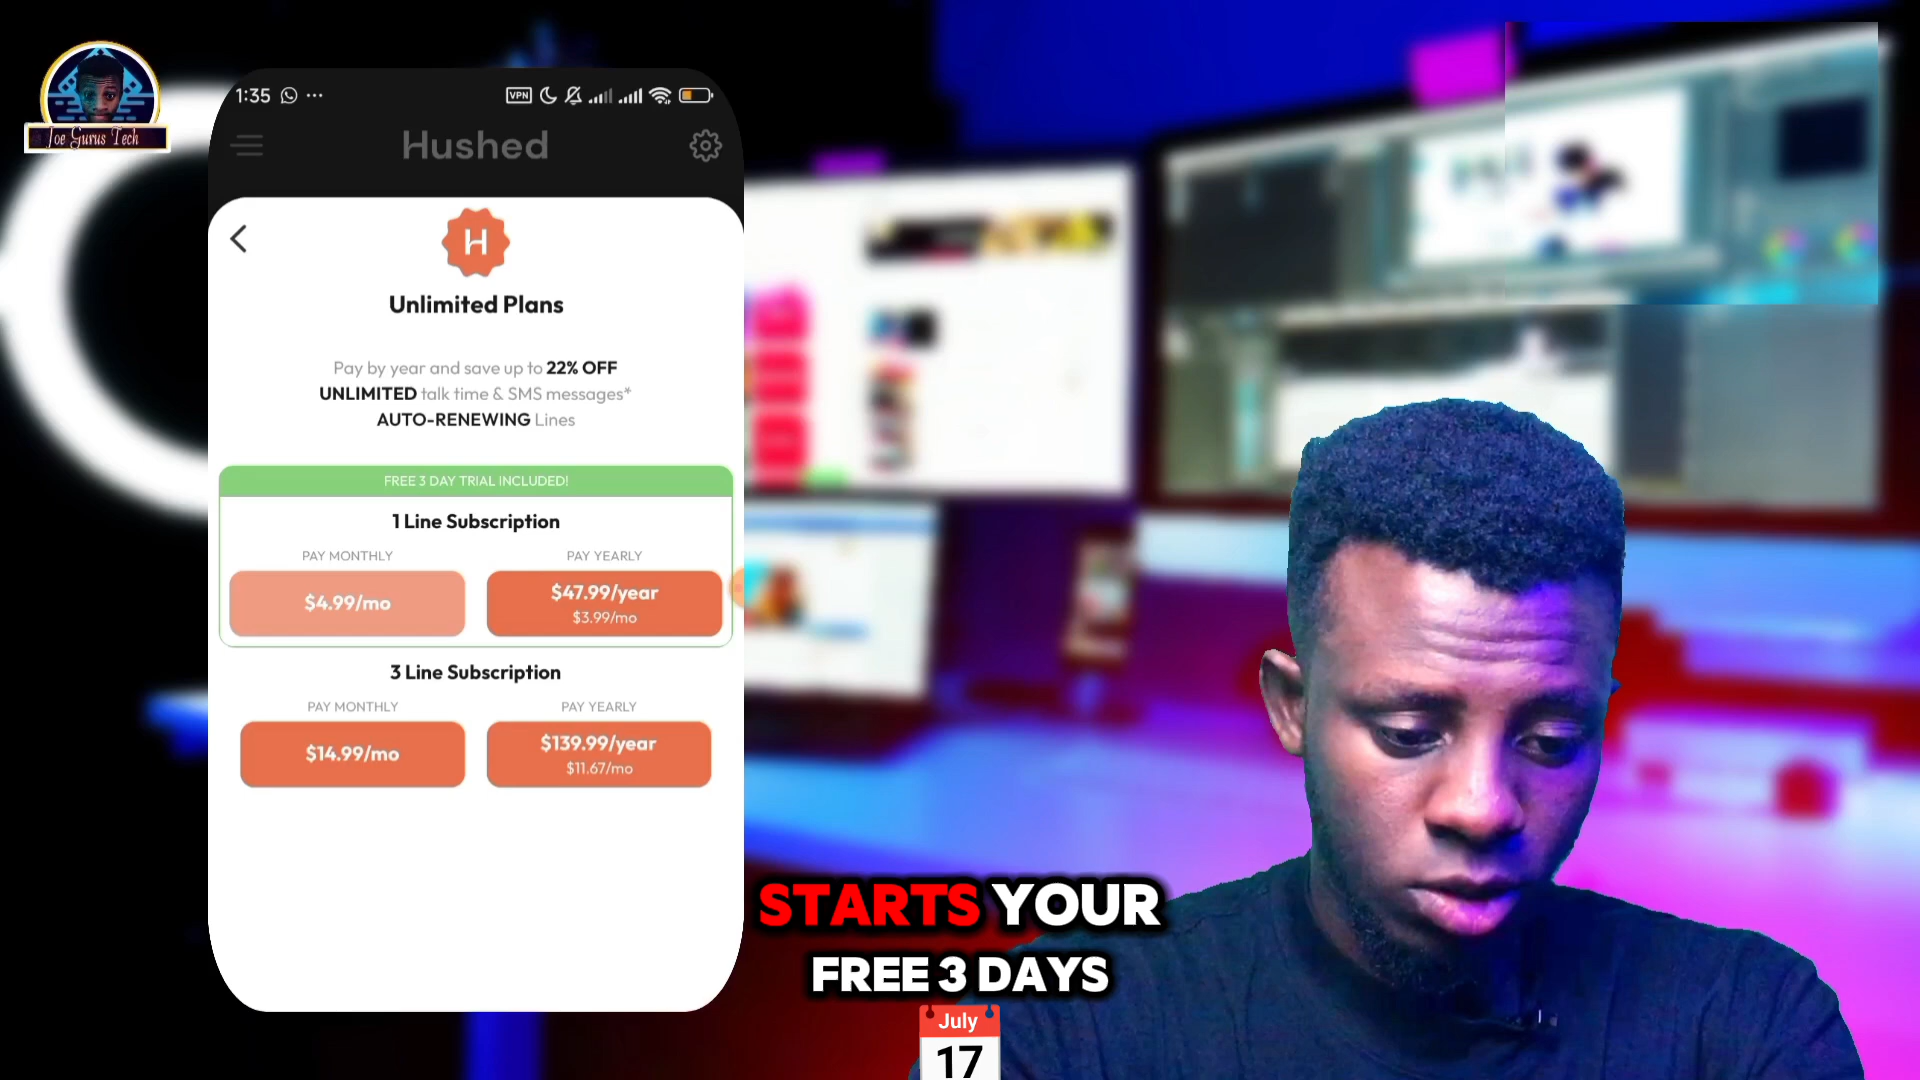 Joe Gurus Tech
1:35
VPN
Hushed
H
Unlimited Plans
Pay by year and save up to 22% OFF
UNLIMITED talk time & SMS messages*
AUTO-RENEWING Lines
FREE 3 DAY TRIAL INCLUDED!
1 Line Subscription
PAY MONTHLY
PAY YEARLY
$4.99/mo
$47.99/year
$3.99/mo
3 Line Subscription
PAY MONTHLY
PAY YEARLY
$14.99/mo
$139.99/year
$11.67/mo
STARTS YOUR
FREE 3 DAYS
July
17